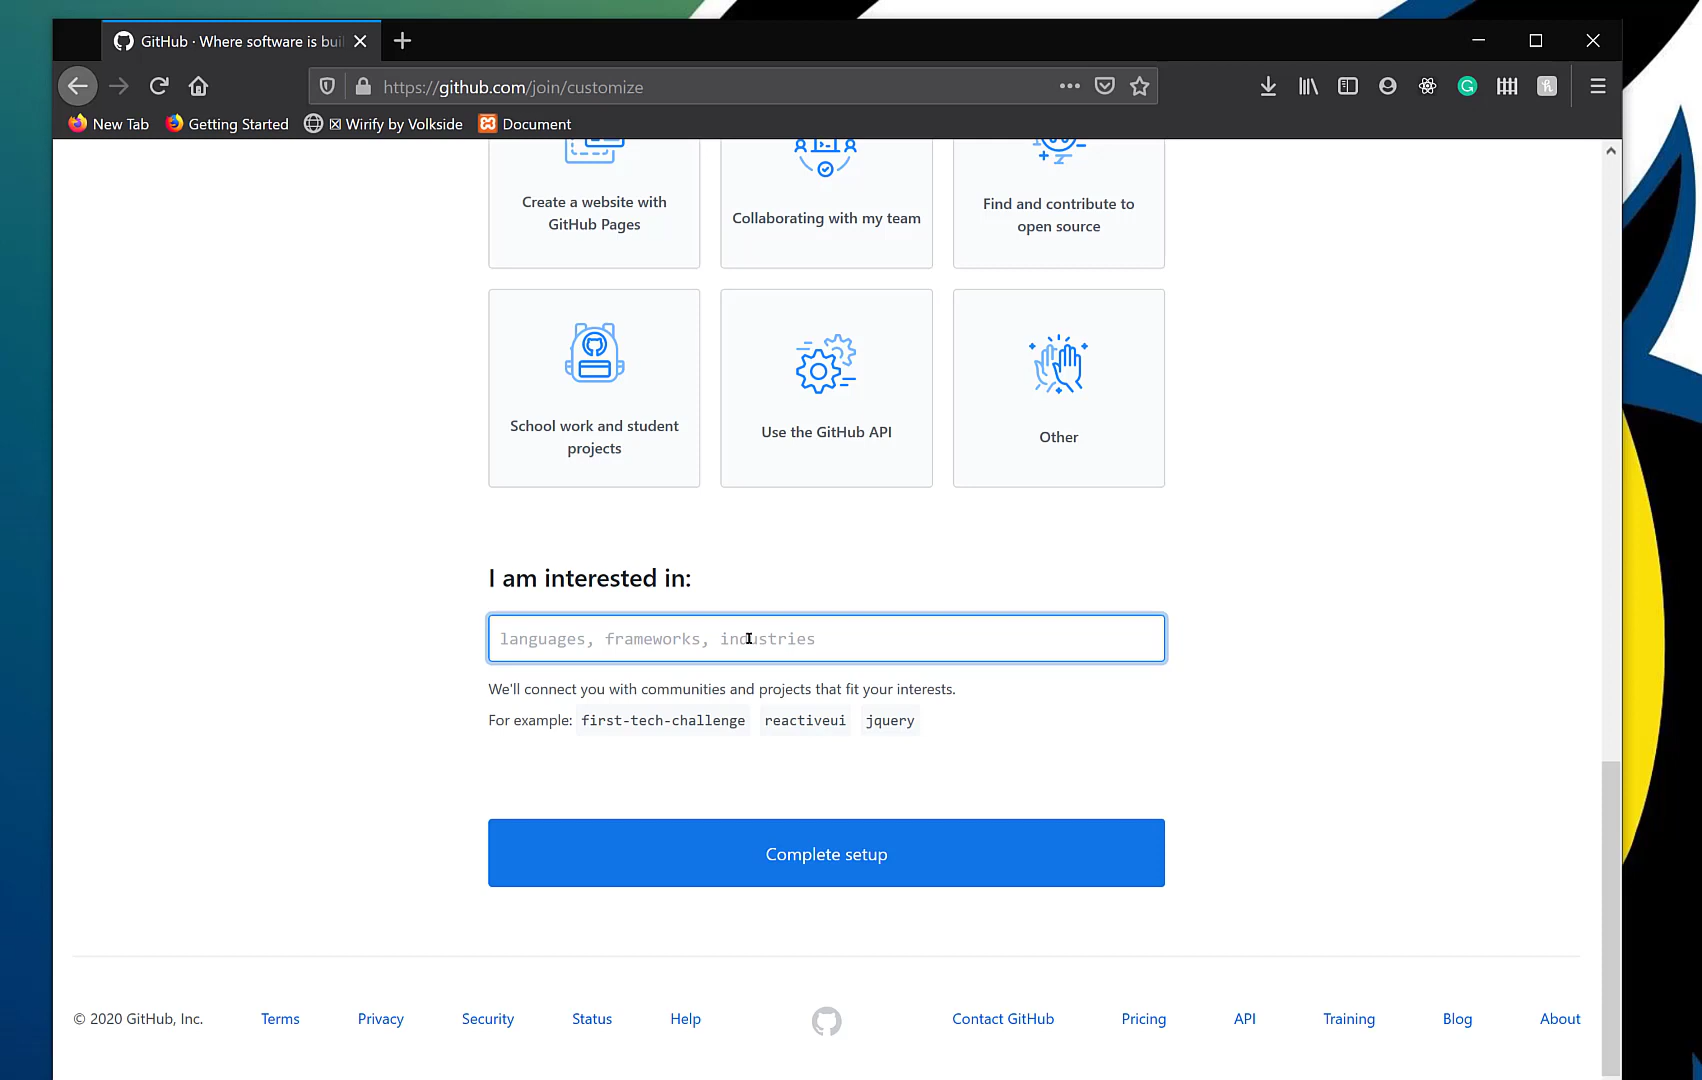 GitHub · Where software is bui
https://github.com/join/customize
New Tab
Getting Started
Wirify by Volkside
Document
Create a website with
GitHub Pages
Collaborating with my team
Find and contribute to
open source
School work and student
projects
Use the GitHub API
Other
I am interested in:
languages, frameworks, industries
We'll connect you with communities and projects that fit your interests.
For example: first-tech-challenge reactiveui jquery
Complete setup
© 2020 GitHub, Inc. Terms Privacy Security Status Help Contact GitHub Pricing API Training Blog About